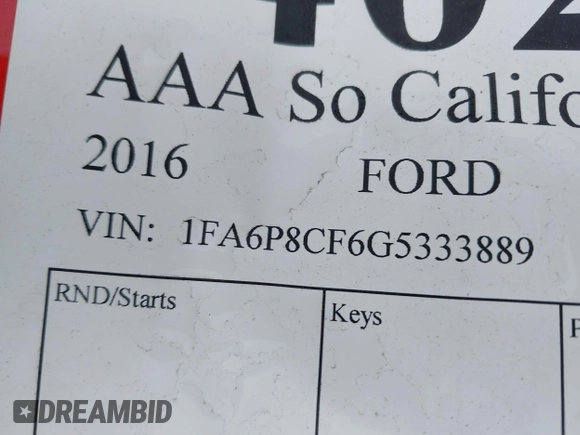 AAA So Califo
2016 FORD
VIN: 1FA6P8CF6G5333889
RND/Starts Keys
DREAMBID